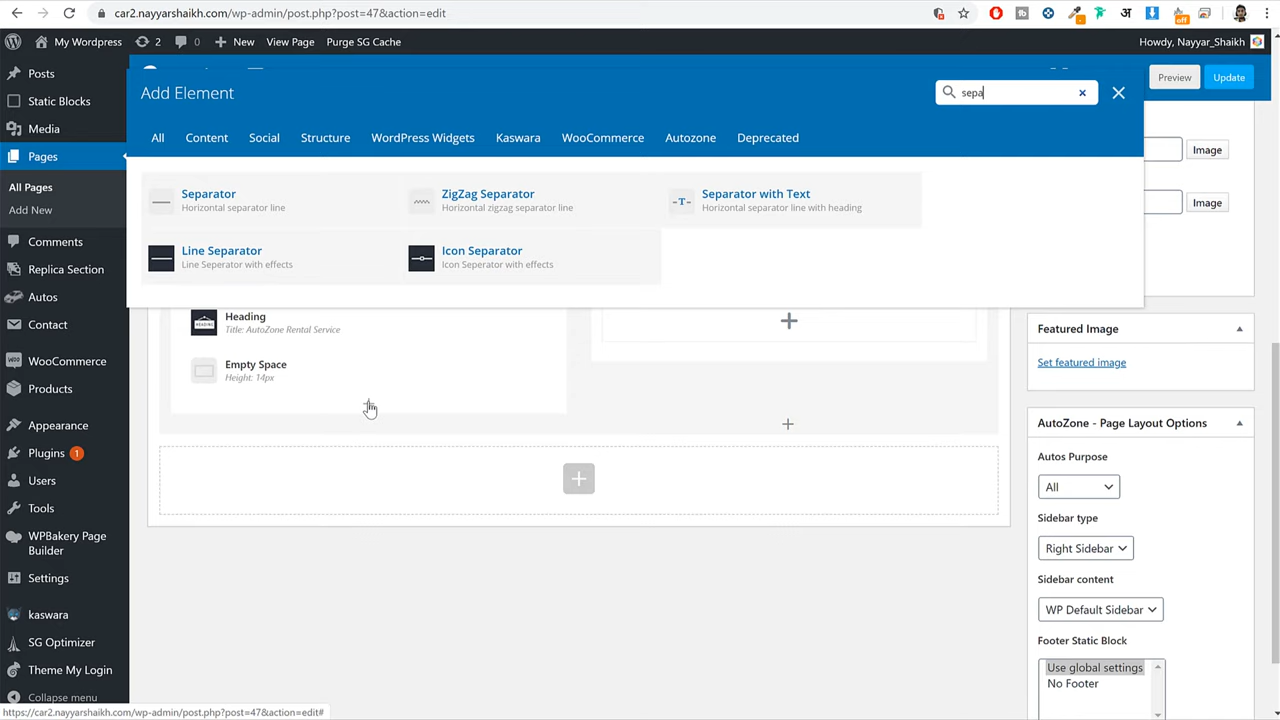 car2.nayyarshaikh.com/wp-admin/post.php?post=47&action=edit
अ
off
My Wordpress
2
0
+ New
View Page
Purge SG Cache
Howdy, Nayyar_Shaikh
Posts
Static Blocks
Media
Pages
All Pages
Add New
Comments
Replica Section
Autos
Contact
WooCommerce
Products
Appearance
Plugins 1
Users
Tools
WPBakery Page
Builder
Settings
kaswara
SG Optimizer
Theme My Login
Collapse menu
Add Element
sepa
All
Content
Social
Structure
WordPress Widgets
Kaswara
WooCommerce
Autozone
Deprecated
Separator
Horizontal separator line
ZigZag Separator
Horizontal zigzag separator line
-T-
Separator with Text
Horizontal separator line with heading
Line Separator
Line Seperator with effects
Icon Separator
Icon Seperator with effects
HEADING
Heading
Title: AutoZone Rental Service
Empty Space
Height: 14px
Preview
Update
Image
Image
Featured Image
Set featured image
AutoZone - Page Layout Options
Autos Purpose
All
Sidebar type
Right Sidebar
Sidebar content
WP Default Sidebar
Footer Static Block
Use global settings
No Footer
https://car2.nayyarshaikh.com/wp-admin/post.php?post=47&action=edit#